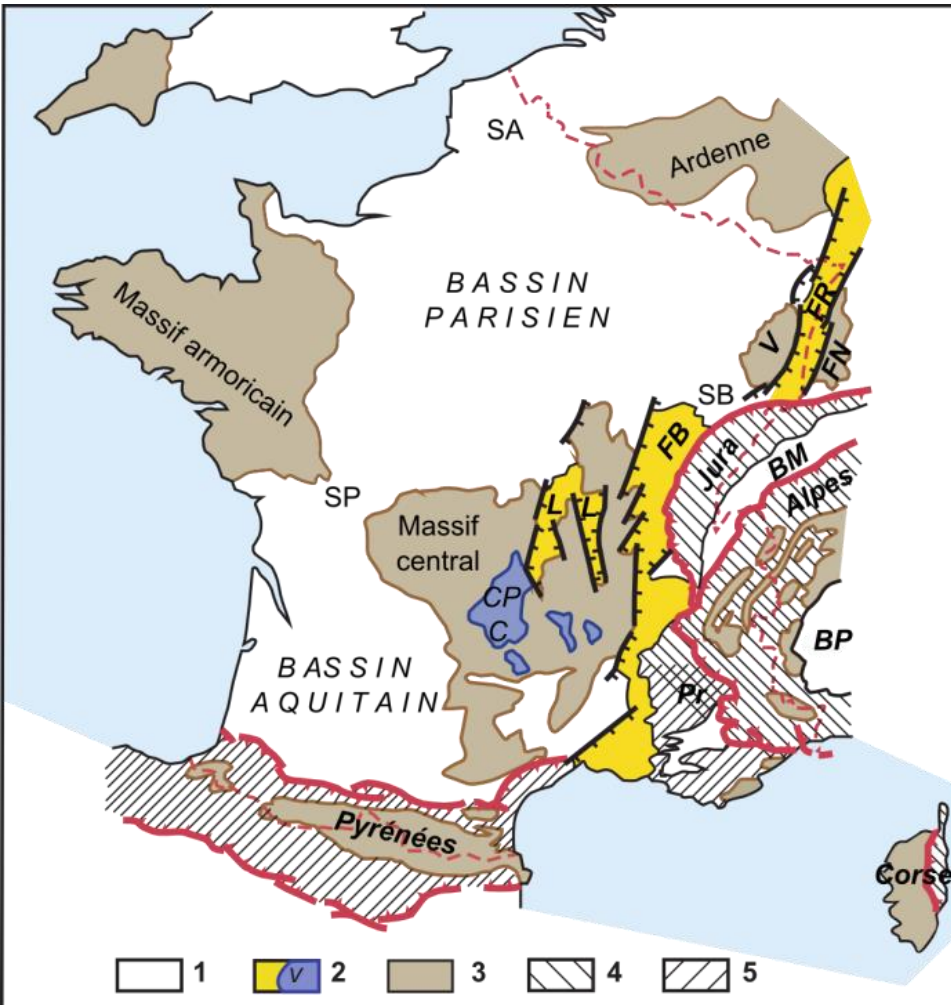 SA
Ardenne
BASSIN
PARISIEN
FR
V
FN
Massif armoricain
SB
FB
Jura
BM
Alpes
SP
L
L
Massif
central
CP
C
BP
BASSIN
AQUITAIN
Pr
Pyrénées
Corse
1
V
2
3
4
5